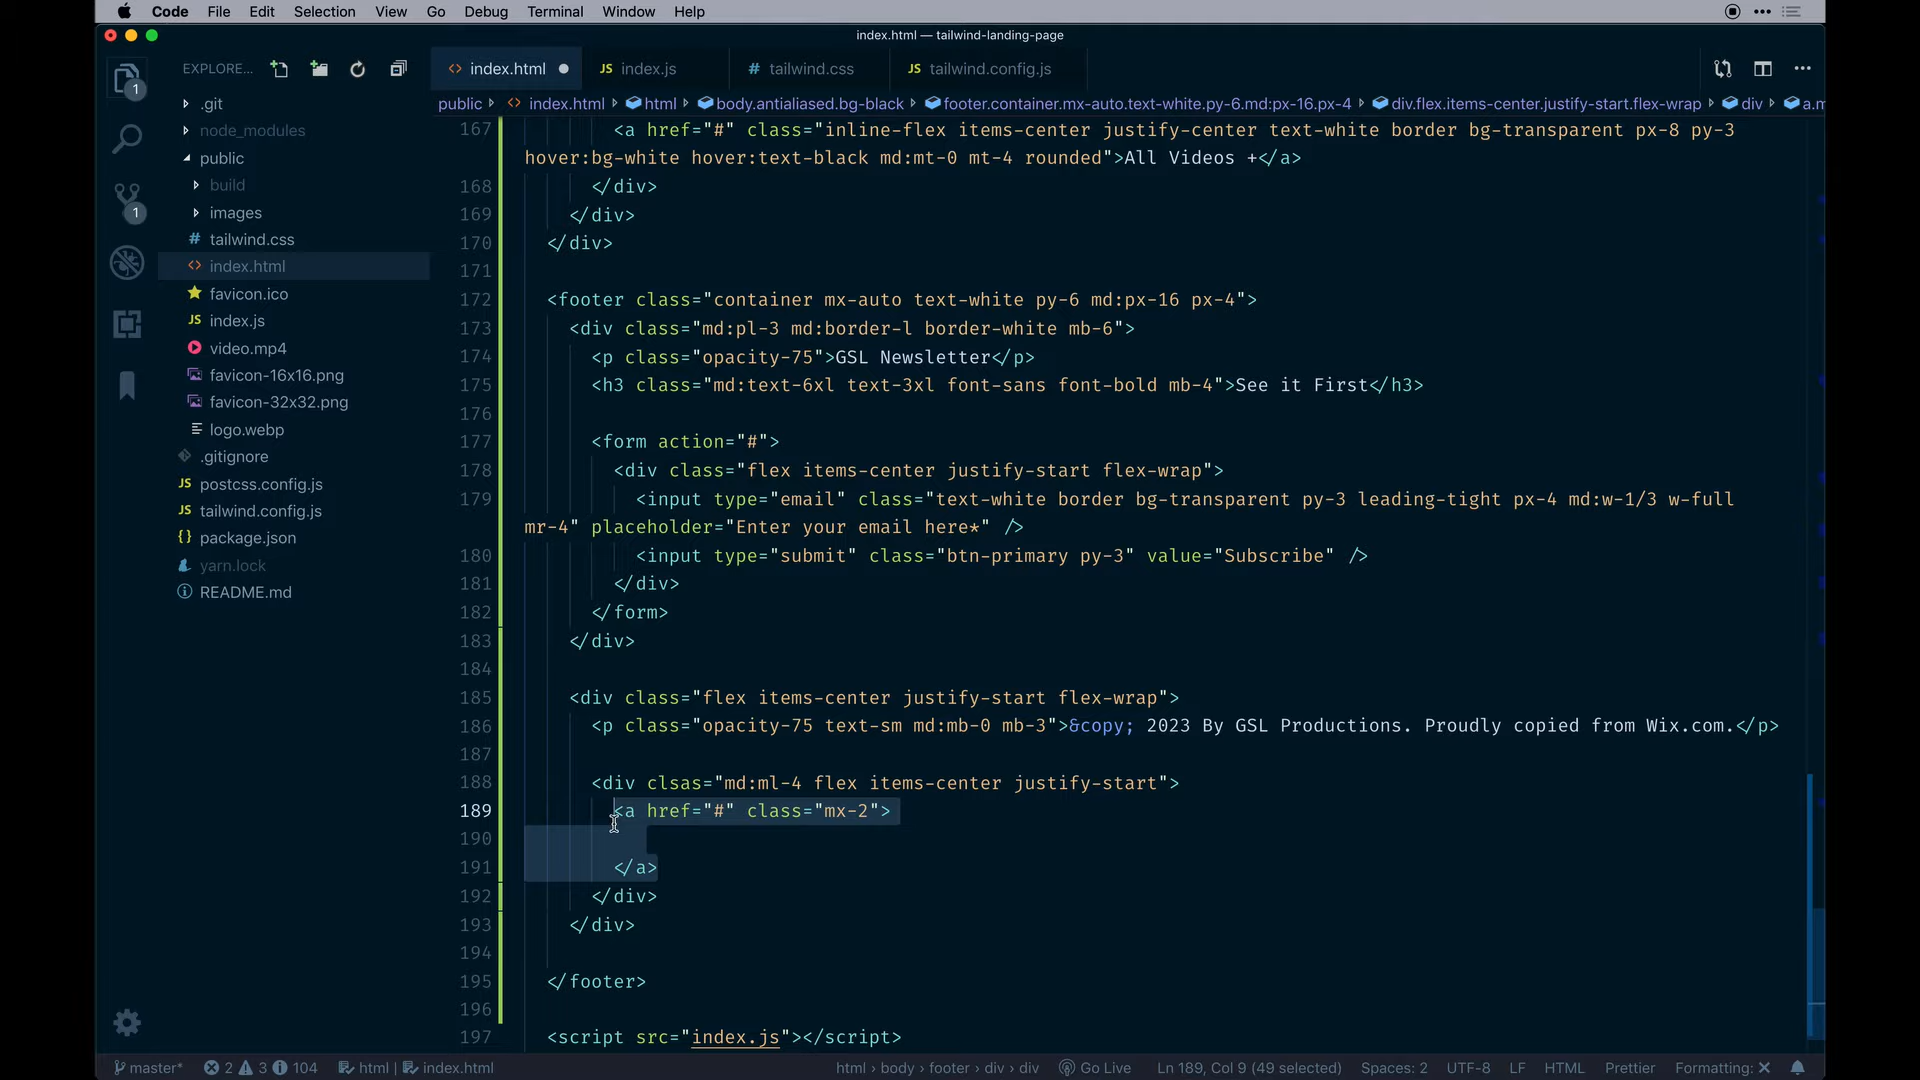 Code File Edit Selection View Go Debug Terminal Window Help
index.html — tailwind-landing-page
EXPLORE...
index.html
JS index.js
# tailwind.css
JS tailwind.config.js
public index.html html body.antialiased.bg-black footer.container.mx-auto.text-white.py-6.md:px-16.px-4 div.flex.items-center.justify-start.flex-wrap div a.m
1
1
.git
node_modules
public
build
images
# tailwind.css
<> index.html
favicon.ico
JS index.js
video.mp4
favicon-16x16.png
favicon-32x32.png
logo.webp
.gitignore
JS postcss.config.js
JS tailwind.config.js
{} package.json
yarn.lock
README.md
167 <a href="#" class="inline-flex items-center justify-center text-white border bg-transparent px-8 py-3
hover:bg-white hover:text-black md:mt-0 mt-4 rounded">All Videos +</a>
168 </div>
169 </div>
170 </div>
171
172 <footer class="container mx-auto text-white py-6 md:px-16 px-4">
173 <div class="md:pl-3 md:border-l border-white mb-6">
174 <p class="opacity-75">GSL Newsletter</p>
175 <h3 class="md:text-6xl text-3xl font-sans font-bold mb-4">See it First</h3>
176
177 <form action="#">
178 <div class="flex items-center justify-start flex-wrap">
179 <input type="email" class="text-white border bg-transparent py-3 leading-tight px-4 md:w-1/3 w-full
mr-4" placeholder="Enter your email here*" />
180 <input type="submit" class="btn-primary py-3" value="Subscribe" />
181 </div>
182 </form>
183 </div>
184
185 <div class="flex items-center justify-start flex-wrap">
186 <p class="opacity-75 text-sm md:mb-0 mb-3">&copy; 2023 By GSL Productions. Proudly copied from Wix.com.</p>
187
188 <div clsas="md:ml-4 flex items-center justify-start">
189 <a href="#" class="mx-2">
190
191 </a>
192 </div>
193 </div>
194
195 </footer>
196
197 <script src="index.js"></script>
master* 2 3 104 html | index.html html › body › footer › div › div Go Live Ln 189, Col 9 (49 selected) Spaces: 2 UTF-8 LF HTML Prettier Formatting: ✕